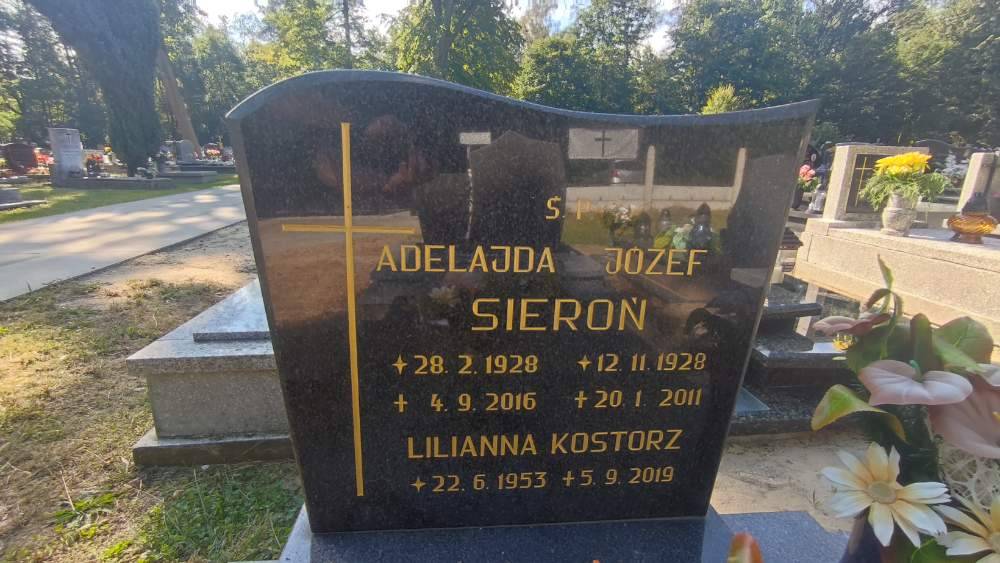 Ś. P.
ADELAJDA JÓZEF
SIEROŃ
28. 2. 1928 12. 11. 1928
4. 9. 2016 20. 1. 2011
LILIANNA KOSTORZ
22. 6. 1953 5. 9. 2019